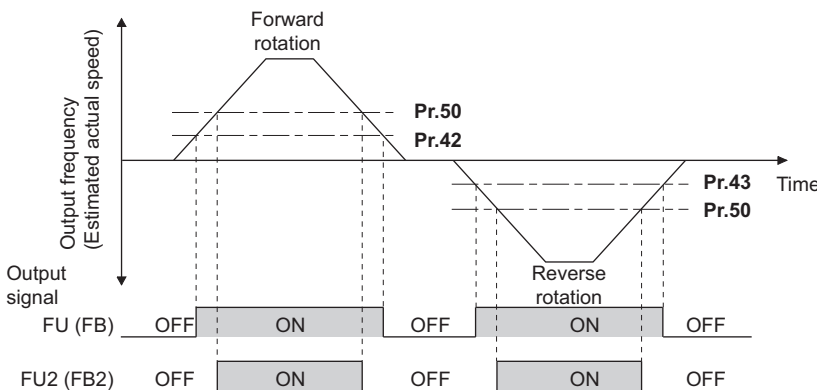 Forward
rotation
Output frequency
(Estimated actual speed)
Pr.50
Pr.42
Time
Pr.43
Pr.50
Reverse
rotation
Output
signal
FU (FB) OFF ON OFF ON OFF
FU2 (FB2) OFF ON OFF ON OFF